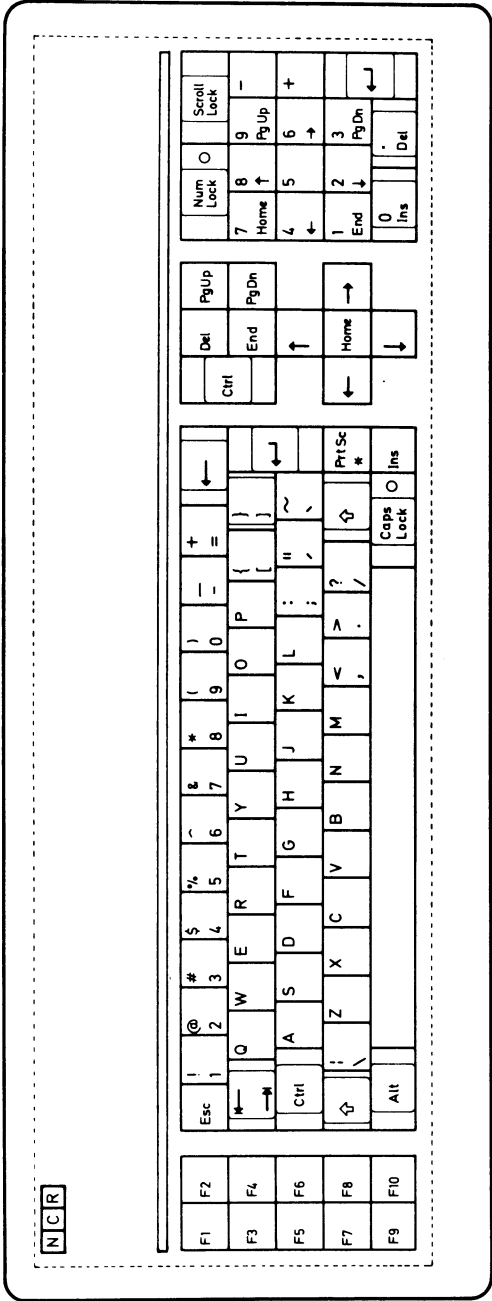 NCR
F1 F2 Esc ! 1 @ 2 # 3 $ 4 % 5 ^ 6 & 7 * 8 ( 9 ) 0 — - + = ← Del PgUp Num Lock Scroll Lock
F3 F4 Q W E R T Y U I O P { [ } ] Ctrl End PgDn 7 Home 8 ↑ 9 PgUp -
F5 F6 Ctrl A S D F G H J K L : ; " ' ~ ` ↵ ↑ 4 ← 5 6 → +
F7 F8 ⇧ ¦ \ Z X C V B N M < , > . ? / ⇧ PrtSc * ← Home → 1 End 2 ↓ 3 PgDn ↵
F9 F10 Alt Caps Lock Ins ↓ 0 Ins . Del